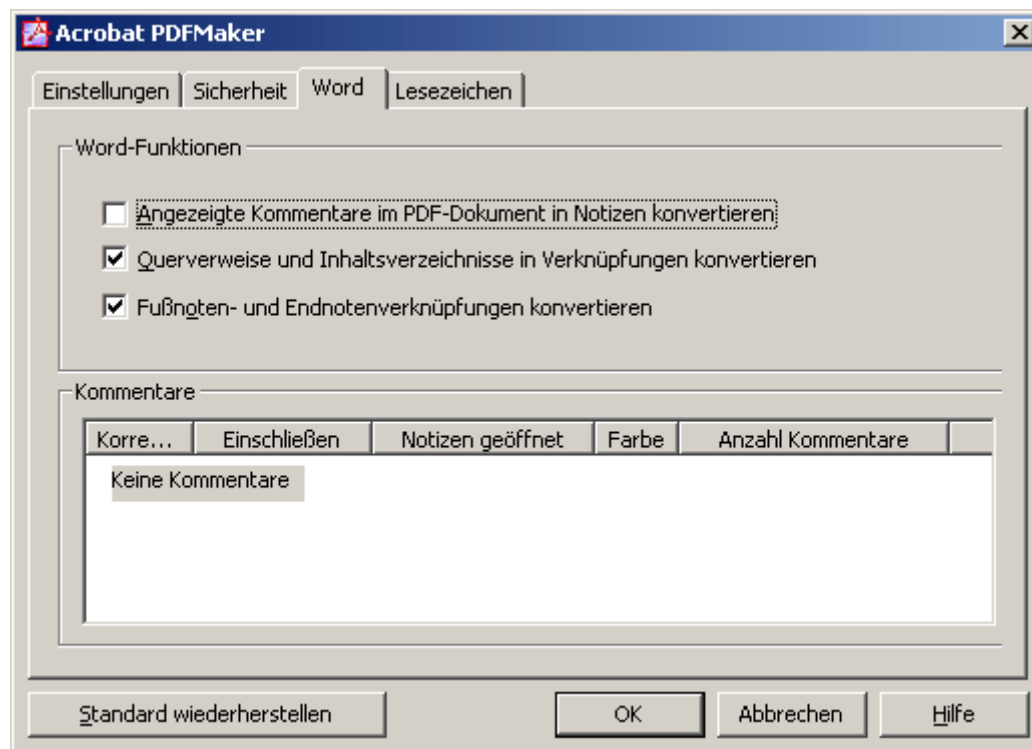 Acrobat PDFMaker
Einstellungen Sicherheit Word Lesezeichen
Word-Funktionen
Angezeigte Kommentare im PDF-Dokument in Notizen konvertieren
Querverweise und Inhaltsverzeichnisse in Verknüpfungen konvertieren
Fußnoten- und Endnotenverknüpfungen konvertieren
Kommentare
Korre... Einschließen Notizen geöffnet Farbe Anzahl Kommentare
Keine Kommentare
Standard wiederherstellen OK Abbrechen Hilfe